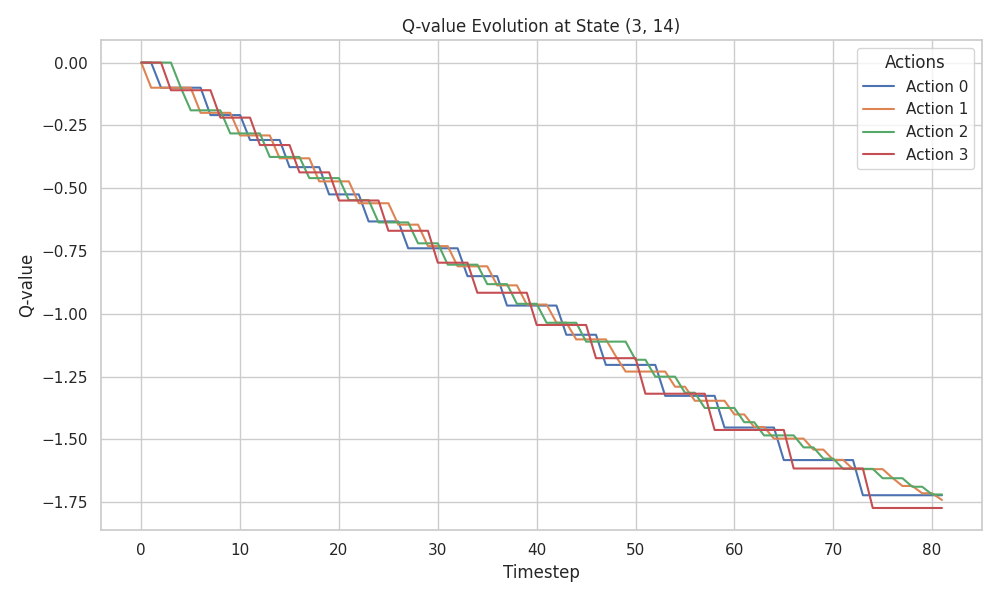 Q-value Evolution at State (3, 14)
Actions
Action 0
Action 1
Action 2
Action 3
Q-value
0.00
−0.25
−0.50
−0.75
−1.00
−1.25
−1.50
−1.75
0 10 20 30 40 50 60 70 80
Timestep